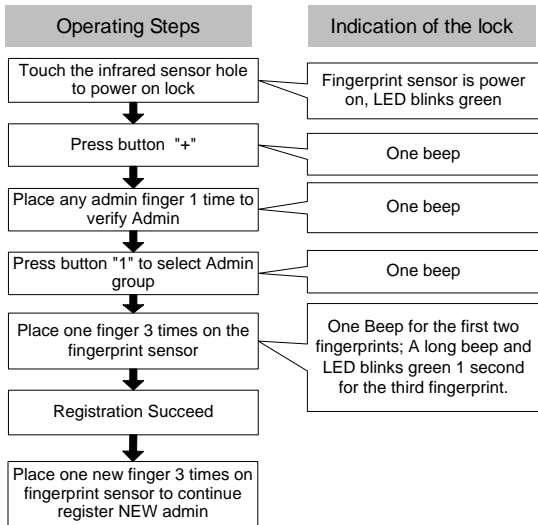 Operating Steps
Indication of the lock
Touch the infrared sensor hole
to power on lock
Fingerprint sensor is power
on, LED blinks green
Press button "+"
One beep
Place any admin finger 1 time to
verify Admin
One beep
Press button "1" to select Admin
group
One beep
Place one finger 3 times on the
fingerprint sensor
One Beep for the first two
fingerprints; A long beep and
LED blinks green 1 second
for the third fingerprint.
Registration Succeed
Place one new finger 3 times on
fingerprint sensor to continue
register NEW admin